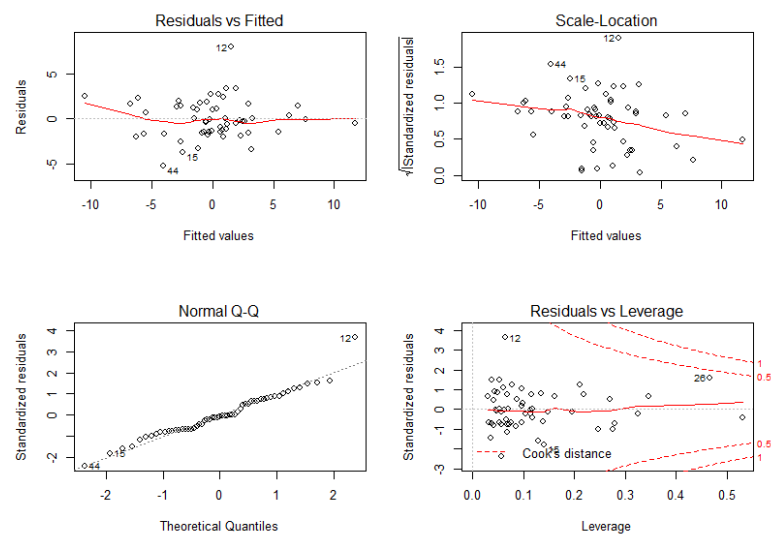 Residuals vs Fitted
Residuals
5
0
-5
12
15
44
-10 -5 0 5 10
Fitted values
Scale-Location
√|Standardized residuals|
1.5
1.0
0.5
0.0
12
44
15
-10 -5 0 5 10
Fitted values
Normal Q-Q
Standardized residuals
4
3
2
1
0
-2
12
15
44
-2 -1 0 1 2
Theoretical Quantiles
Residuals vs Leverage
Standardized residuals
4
3
2
1
0
-1
-3
12
26
15
1
0.5
0.5
1
Cook's distance
0.0 0.1 0.2 0.3 0.4 0.5
Leverage